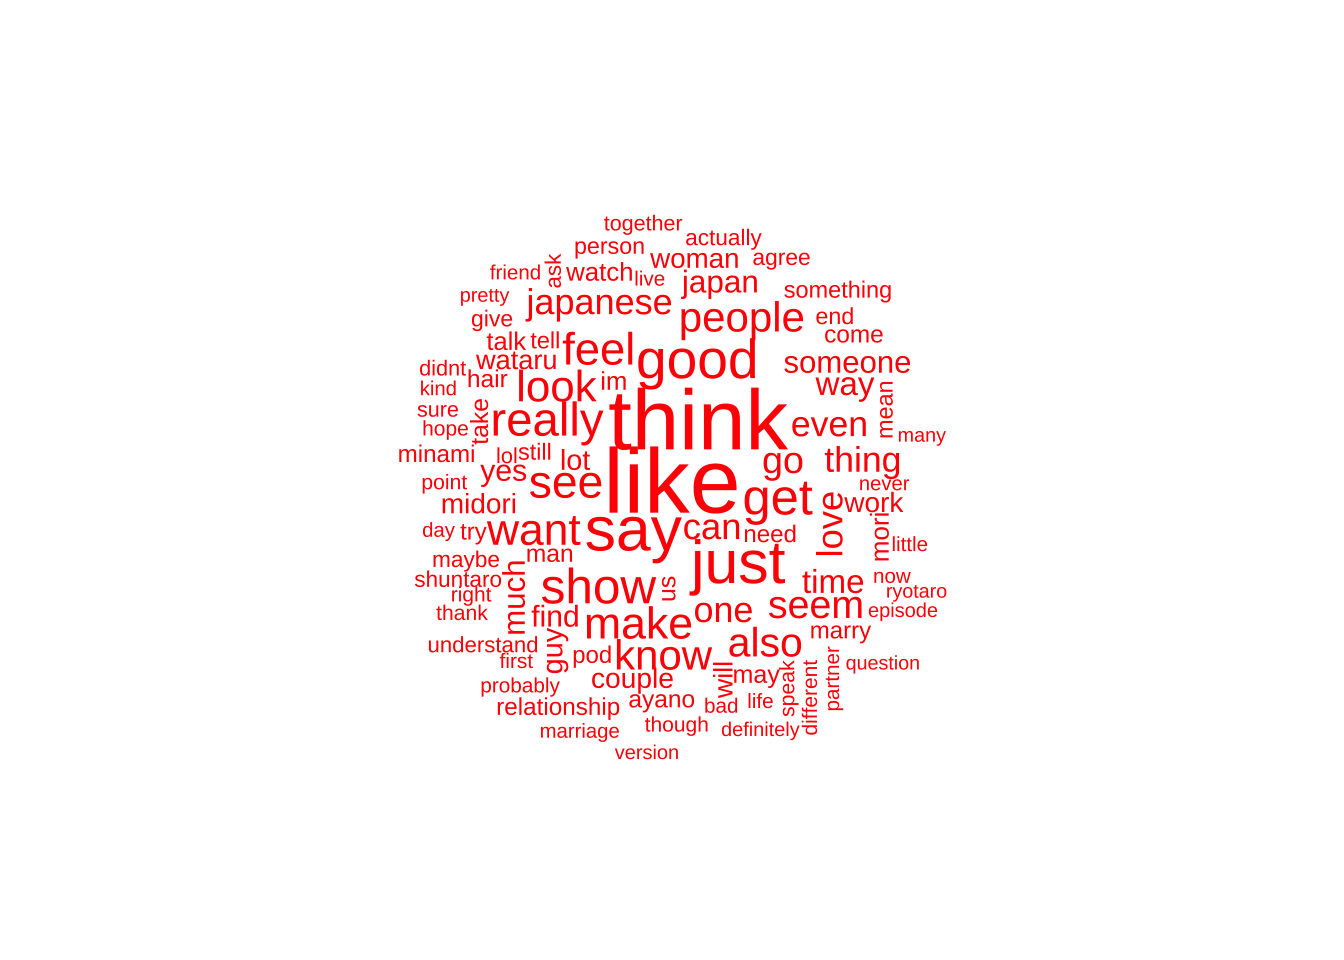 together
actually
person
woman agree
friend ask watch live japan something
pretty japanese people end
give come
talk tell feel good someone
wataru way
didnt hair look im
kind think mean
sure take really even many
hope
minami lol still lot go thing
yes see like never
point get work
midori love
day try want say can need mori little
maybe man just
shuntaro much show us time now
right ryotaro
thank find make one seem episode
understand guy also marry
first pod know question
probably couple will may speak different partner
relationship ayano bad life
marriage though definitely
version